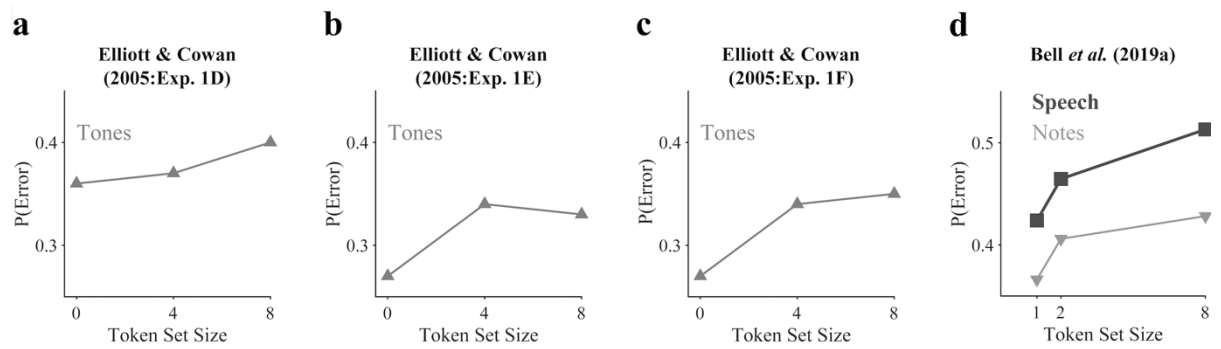 a
Elliott & Cowan
(2005:Exp. 1D)
Tones
0.4
0.3
P(Error)
0 4 8
Token Set Size
b
Elliott & Cowan
(2005:Exp. 1E)
Tones
0.4
0.3
P(Error)
0 4 8
Token Set Size
c
Elliott & Cowan
(2005:Exp. 1F)
Tones
0.4
0.3
P(Error)
0 4 8
Token Set Size
d
Bell et al. (2019a)
Speech
Notes
0.5
0.4
P(Error)
1 2 8
Token Set Size